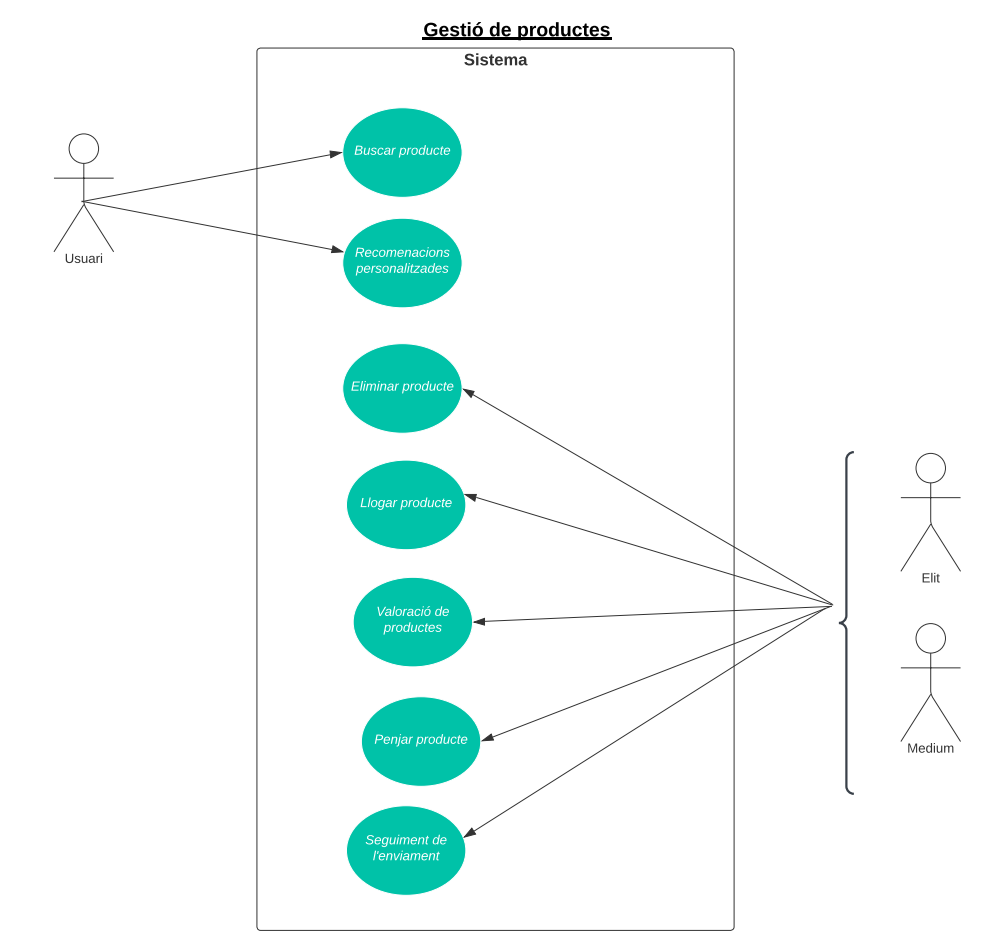 Gestió de productes
Sistema
Buscar producte
Usuari
Recomenacions
personalitzades
Eliminar producte
Llogar producte
Elit
Valoració de
productes
Penjar producte
Medium
Seguiment de
l'enviament